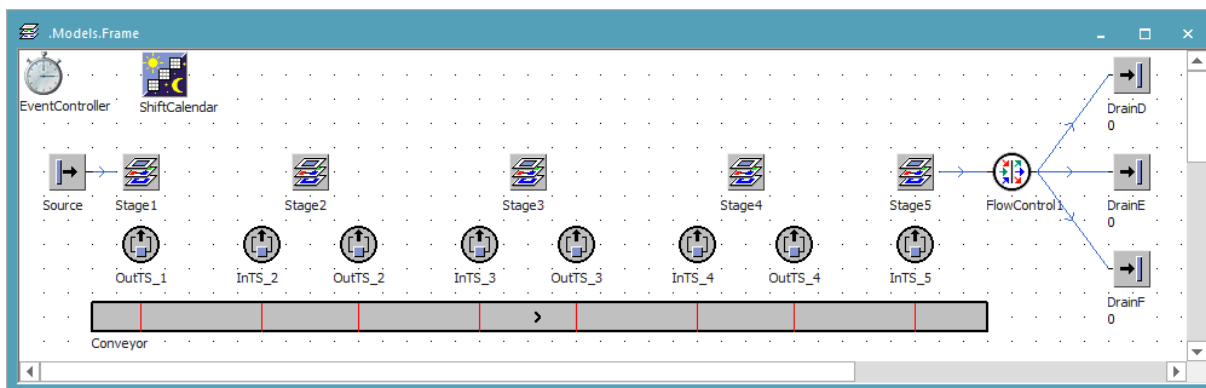 .Models.Frame
EventController
ShiftCalendar
DrainD
0
Source
Stage1
Stage2
Stage3
Stage4
Stage5
FlowControl1
DrainE
0
OutTS_1
InTS_2
OutTS_2
InTS_3
OutTS_3
InTS_4
OutTS_4
InTS_5
DrainF
0
Conveyor